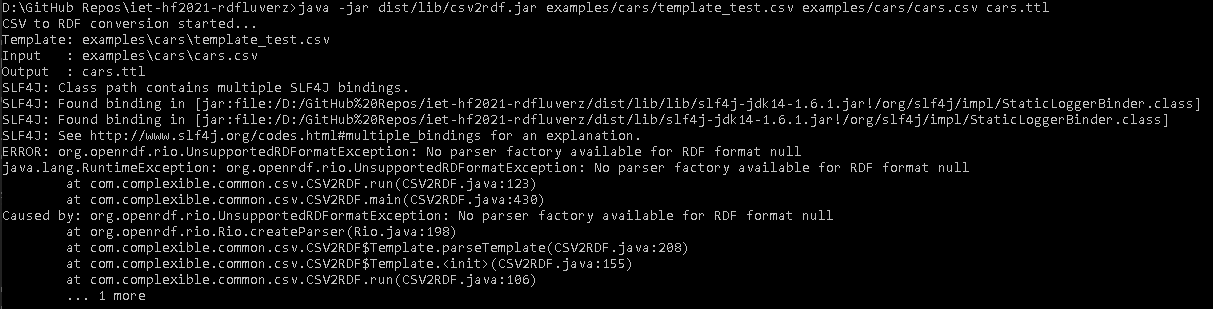 D:\GitHub Repos\iet-hf2021-rdfluverz>java -jar dist/lib/csv2rdf.jar examples/cars/template_test.csv examples/cars/cars.csv cars.ttl
CSV to RDF conversion started...
Template: examples\cars\template_test.csv
Input   : examples\cars\cars.csv
Output  : cars.ttl
SLF4J: Class path contains multiple SLF4J bindings.
SLF4J: Found binding in [jar:file:/D:/GitHub%20Repos/iet-hf2021-rdfluverz/dist/lib/lib/slf4j-jdk14-1.6.1.jar!/org/slf4j/impl/StaticLoggerBinder.class]
SLF4J: Found binding in [jar:file:/D:/GitHub%20Repos/iet-hf2021-rdfluverz/dist/lib/slf4j-jdk14-1.6.1.jar!/org/slf4j/impl/StaticLoggerBinder.class]
SLF4J: See http://www.slf4j.org/codes.html#multiple_bindings for an explanation.
ERROR: org.openrdf.rio.UnsupportedRDFormatException: No parser factory available for RDF format null
java.lang.RuntimeException: org.openrdf.rio.UnsupportedRDFormatException: No parser factory available for RDF format null
        at com.complexible.common.csv.CSV2RDF.run(CSV2RDF.java:123)
        at com.complexible.common.csv.CSV2RDF.main(CSV2RDF.java:430)
Caused by: org.openrdf.rio.UnsupportedRDFormatException: No parser factory available for RDF format null
        at org.openrdf.rio.Rio.createParser(Rio.java:198)
        at com.complexible.common.csv.CSV2RDF$Template.parseTemplate(CSV2RDF.java:208)
        at com.complexible.common.csv.CSV2RDF$Template.<init>(CSV2RDF.java:155)
        at com.complexible.common.csv.CSV2RDF.run(CSV2RDF.java:106)
        ... 1 more